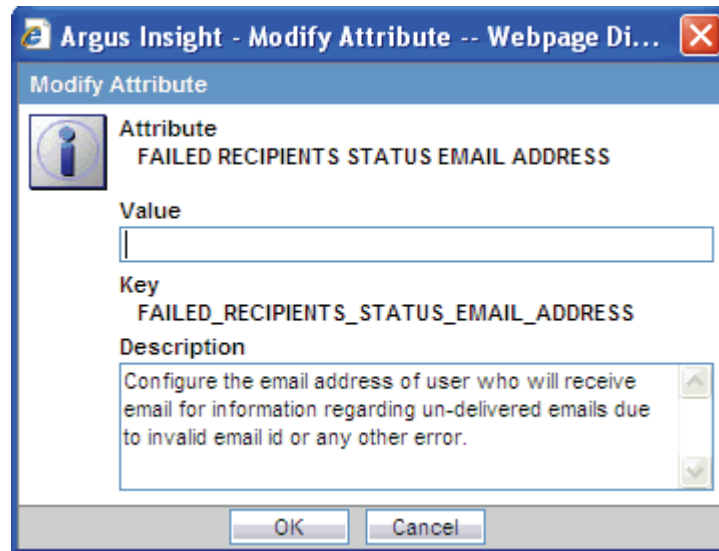 Argus Insight - Modify Attribute -- Webpage Di...
Modify Attribute
Attribute
FAILED RECIPIENTS STATUS EMAIL ADDRESS
Value
Key
FAILED_RECIPIENTS_STATUS_EMAIL_ADDRESS
Description
Configure the email address of user who will receive
email for information regarding un-delivered emails due
to invalid email id or any other error.
OK Cancel